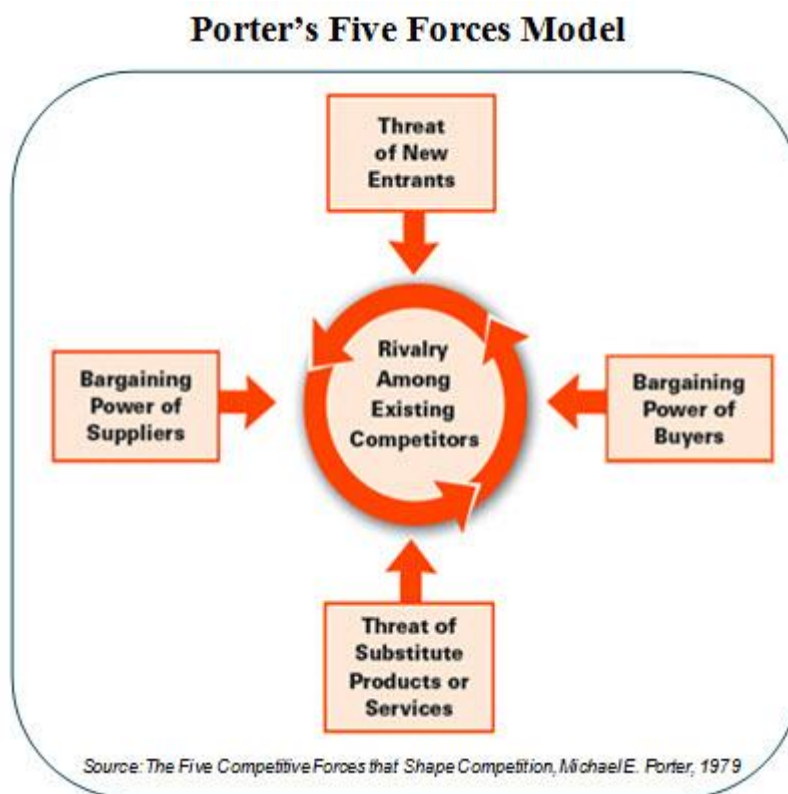 Porter's Five Forces Model
Threat
of New
Entrants
Rivalry
Among
Existing
Competitors
Bargaining
Power of
Suppliers
Bargaining
Power of
Buyers
Threat of
Substitute
Products or
Services
Source: The Five Competitive Forces that Shape Competition, Michael E. Porter, 1979